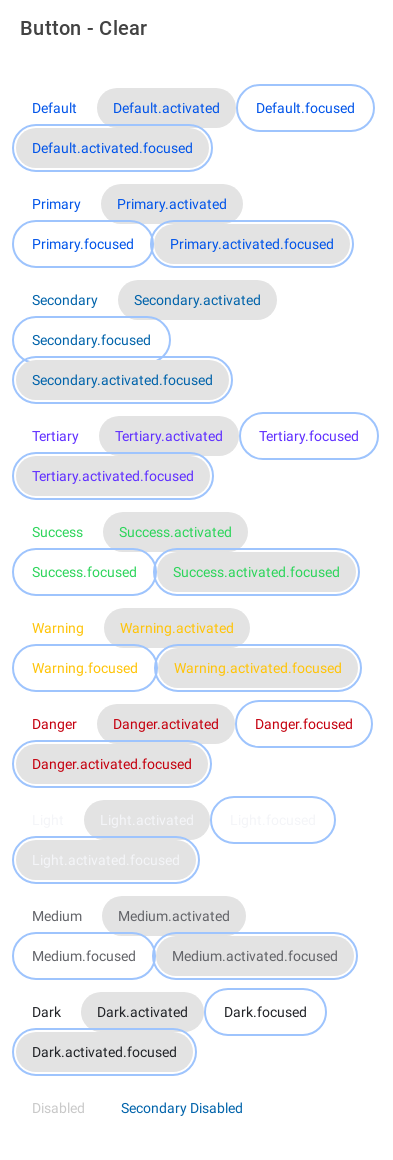 Button - Clear
Default Default.activated Default.focused
Default.activated.focused
Primary Primary.activated
Primary.focused Primary.activated.focused
Secondary Secondary.activated
Secondary.focused
Secondary.activated.focused
Tertiary Tertiary.activated Tertiary.focused
Tertiary.activated.focused
Success Success.activated
Success.focused Success.activated.focused
Warning Warning.activated
Warning.focused Warning.activated.focused
Danger Danger.activated Danger.focused
Danger.activated.focused
Light Light.activated Light.focused
Light.activated.focused
Medium Medium.activated
Medium.focused Medium.activated.focused
Dark Dark.activated Dark.focused
Dark.activated.focused
Disabled Secondary Disabled